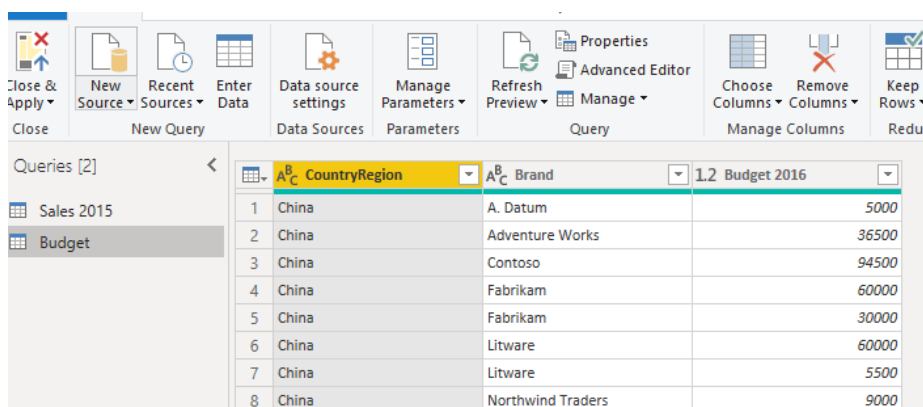 Close & Apply
New Source
Recent Sources
Enter Data
Data source settings
Manage Parameters
Refresh Preview
Properties
Advanced Editor
Manage
Choose Columns
Remove Columns
Keep Rows
Close
New Query
Data Sources
Parameters
Query
Manage Columns
Redu
Queries [2]
Sales 2015
Budget
ABC CountryRegion
ABC Brand
1.2 Budget 2016
1 China A. Datum 5000
2 China Adventure Works 36500
3 China Contoso 94500
4 China Fabrikam 60000
5 China Fabrikam 30000
6 China Litware 60000
7 China Litware 5500
8 China Northwind Traders 9000